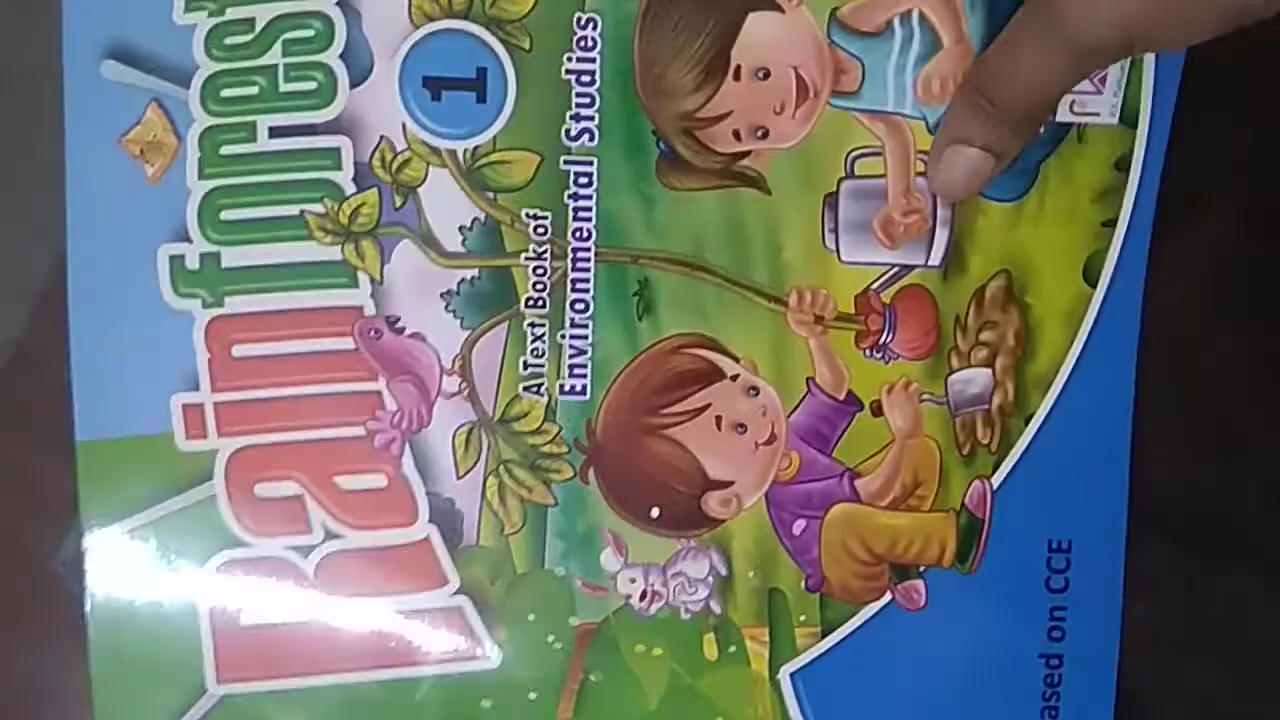 Rain forest
1
A Text Book of
Environmental Studies
ased on CCE